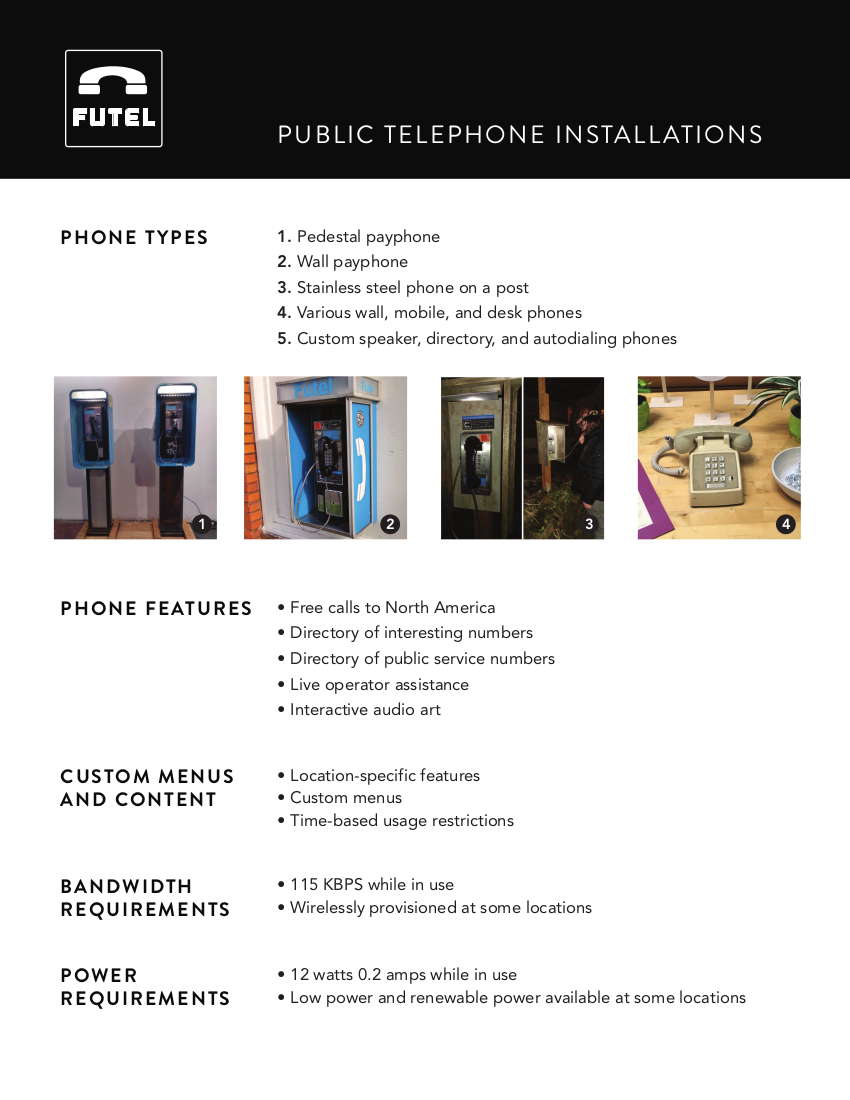 FUTEL
PUBLIC TELEPHONE INSTALLATIONS
PHONE TYPES
1. Pedestal payphone
2. Wall payphone
3. Stainless steel phone on a post
4. Various wall, mobile, and desk phones
5. Custom speaker, directory, and autodialing phones
Futel
1
2
3
4
PHONE FEATURES
• Free calls to North America
• Directory of interesting numbers
• Directory of public service numbers
• Live operator assistance
• Interactive audio art
CUSTOM MENUS
AND CONTENT
• Location-specific features
• Custom menus
• Time-based usage restrictions
BANDWIDTH
REQUIREMENTS
• 115 KBPS while in use
• Wirelessly provisioned at some locations
POWER
REQUIREMENTS
• 12 watts 0.2 amps while in use
• Low power and renewable power available at some locations